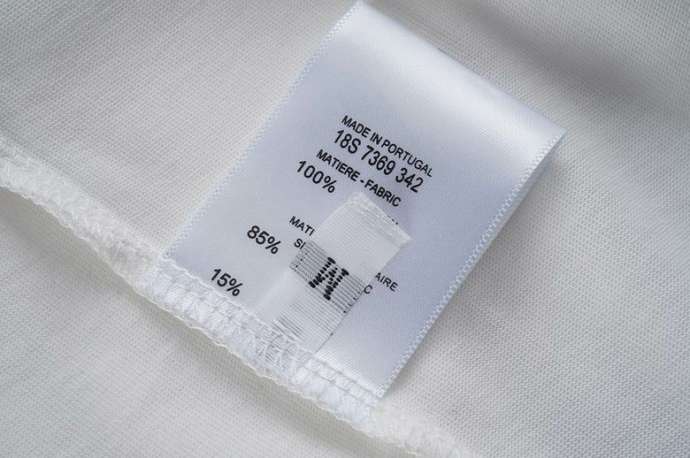 MADE IN PORTUGAL
18S 7369 342
MATIERE - FABRIC
100%
85%
15%
M